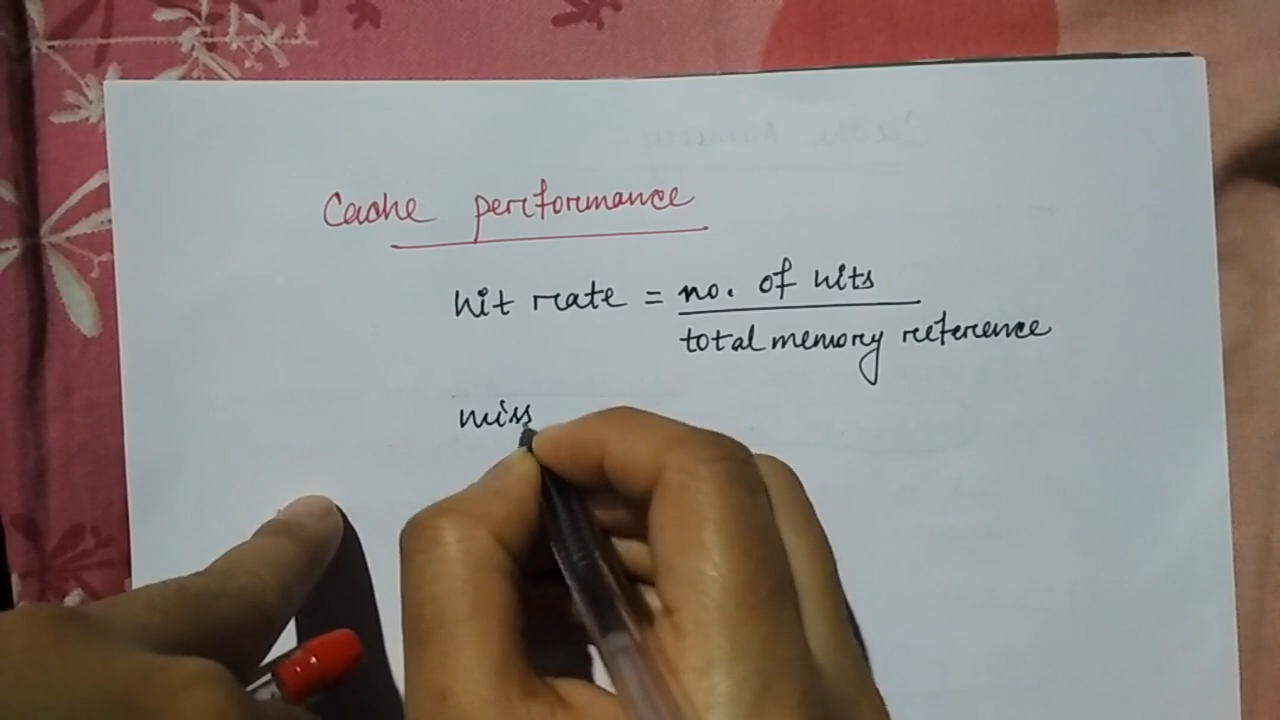 Cache performance
hit rate = no. of hits
total memory reference
miss